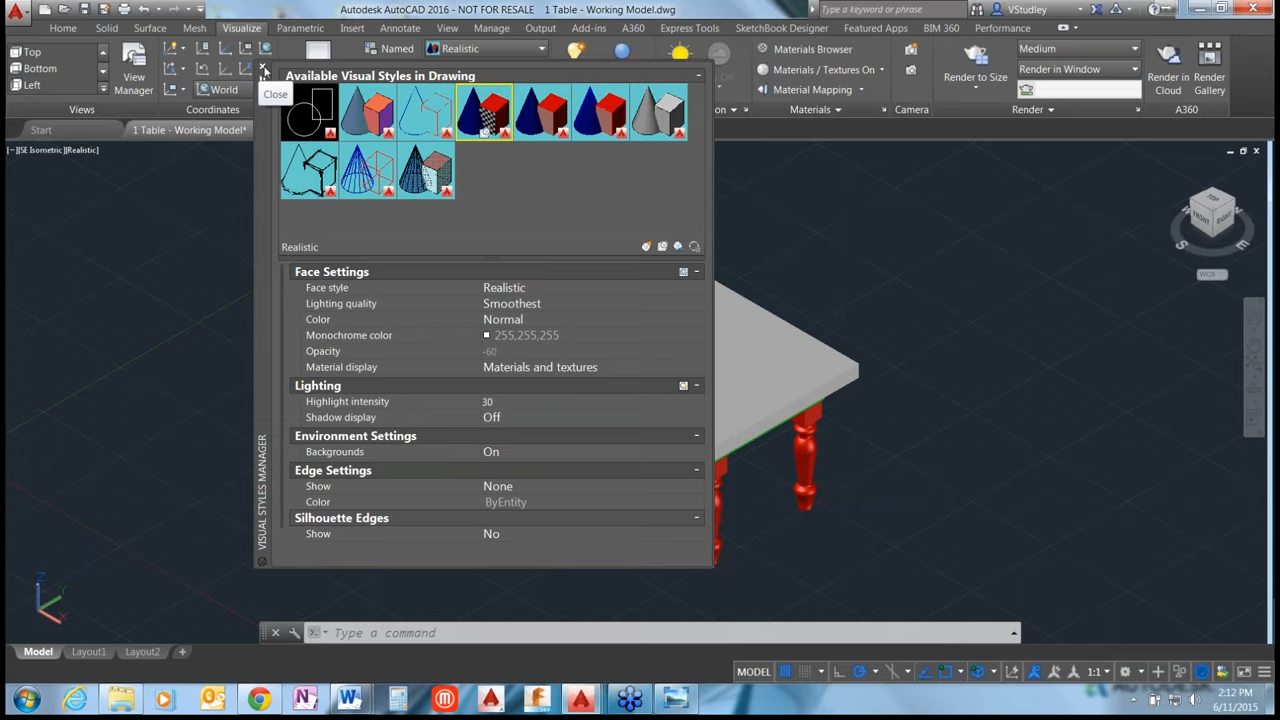 Autodesk AutoCAD 2016 - NOT FOR RESALE 1 Table - Working Model.dwg
Type a keyword or phrase
VStudley
Home Solid Surface Mesh Visualize Parametric Insert Annotate View Manage Output Add-ins A360 Express Tools SketchBook Designer BIM 360 Featured Apps
Top
Bottom
Left
View
Manager
Views
World
Coordinates
Named
Realistic
Materials Browser
Materials / Textures On
Material Mapping
Materials
Render to Size
Medium
Render in Window
Render
Render in
Cloud
A360
Start
1 Table - Working Model*
[−][SE Isometric][Realistic]
Close
Available Visual Styles in Drawing
Realistic
Face Settings
Face style Realistic
Lighting quality Smoothest
Color Normal
Monochrome color 255,255,255
Opacity -60
Material display Materials and textures
Lighting
Highlight intensity 30
Shadow display Off
Environment Settings
Backgrounds On
Edge Settings
Show None
Color ByEntity
Silhouette Edges
Show No
VISUAL STYLES MANAGER
TOP
FRONT
RIGHT
S
E
WCS
Z
Y
X
Type a command
Model Layout1 Layout2
MODEL
1:1
2:12 PM
6/11/2015